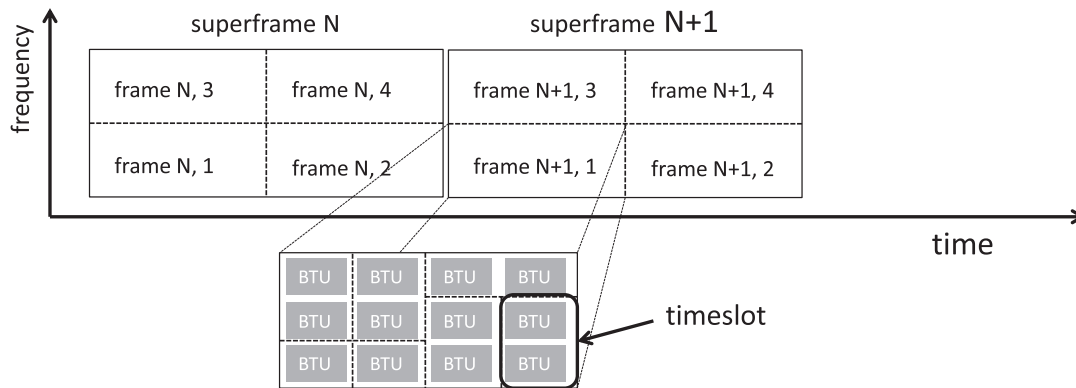 superframe N superframe N+1
frequency
frame N, 3 frame N, 4 frame N+1, 3 frame N+1, 4
frame N, 1 frame N, 2 frame N+1, 1 frame N+1, 2
time
BTU BTU BTU BTU
BTU BTU BTU BTU
timeslot
BTU BTU BTU BTU